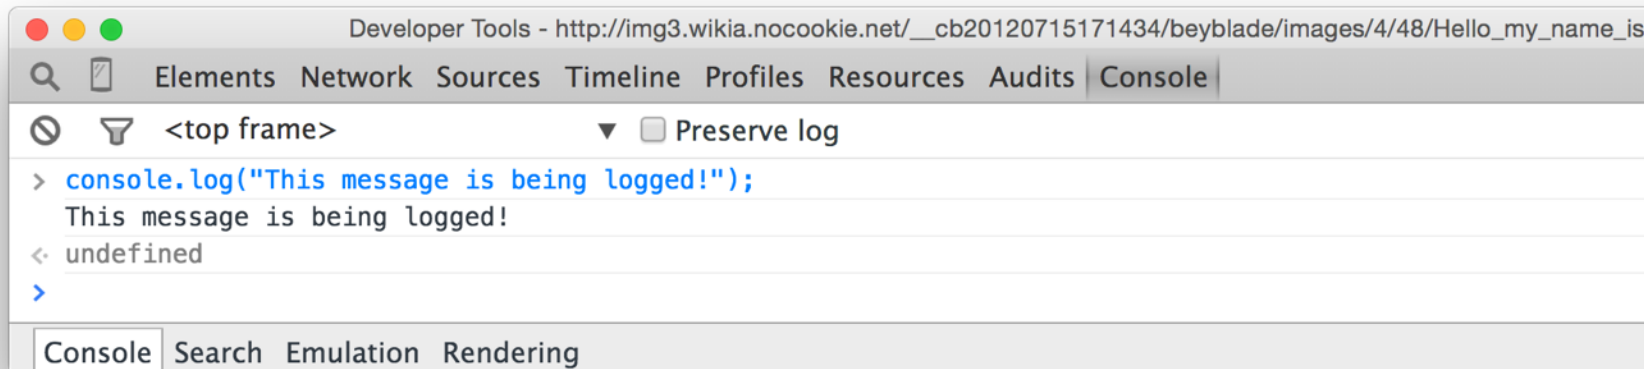 Developer Tools - http://img3.wikia.nocookie.net/__cb20120715171434/beyblade/images/4/48/Hello_my_name_is
Elements Network Sources Timeline Profiles Resources Audits Console
<top frame> ▼ Preserve log
> console.log("This message is being logged!");
This message is being logged!
undefined
>
Console Search Emulation Rendering